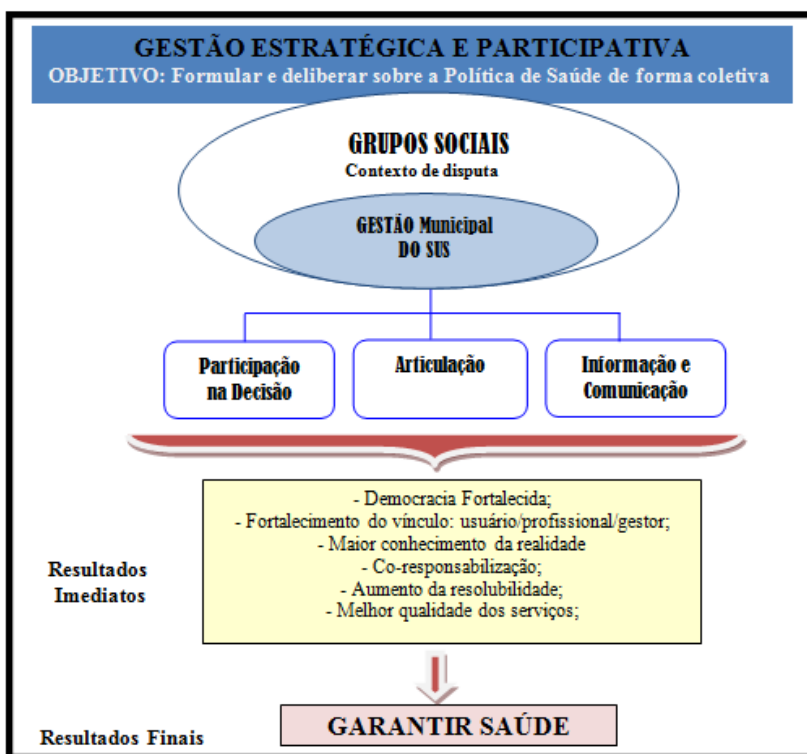 GESTÃO ESTRATÉGICA E PARTICIPATIVA
OBJETIVO: Formular e deliberar sobre a Política de Saúde de forma coletiva
GRUPOS SOCIAIS
Contexto de disputa
GESTÃO Municipal
DO SUS
Participação
na Decisão
Articulação
Informação e
Comunicação
- Democracia Fortalecida;
- Fortalecimento do vínculo: usuário/profissional/gestor;
- Maior conhecimento da realidade
- Co-responsabilização;
- Aumento da resolubilidade;
- Melhor qualidade dos serviços;
Resultados
Imediatos
GARANTIR SAÚDE
Resultados Finais